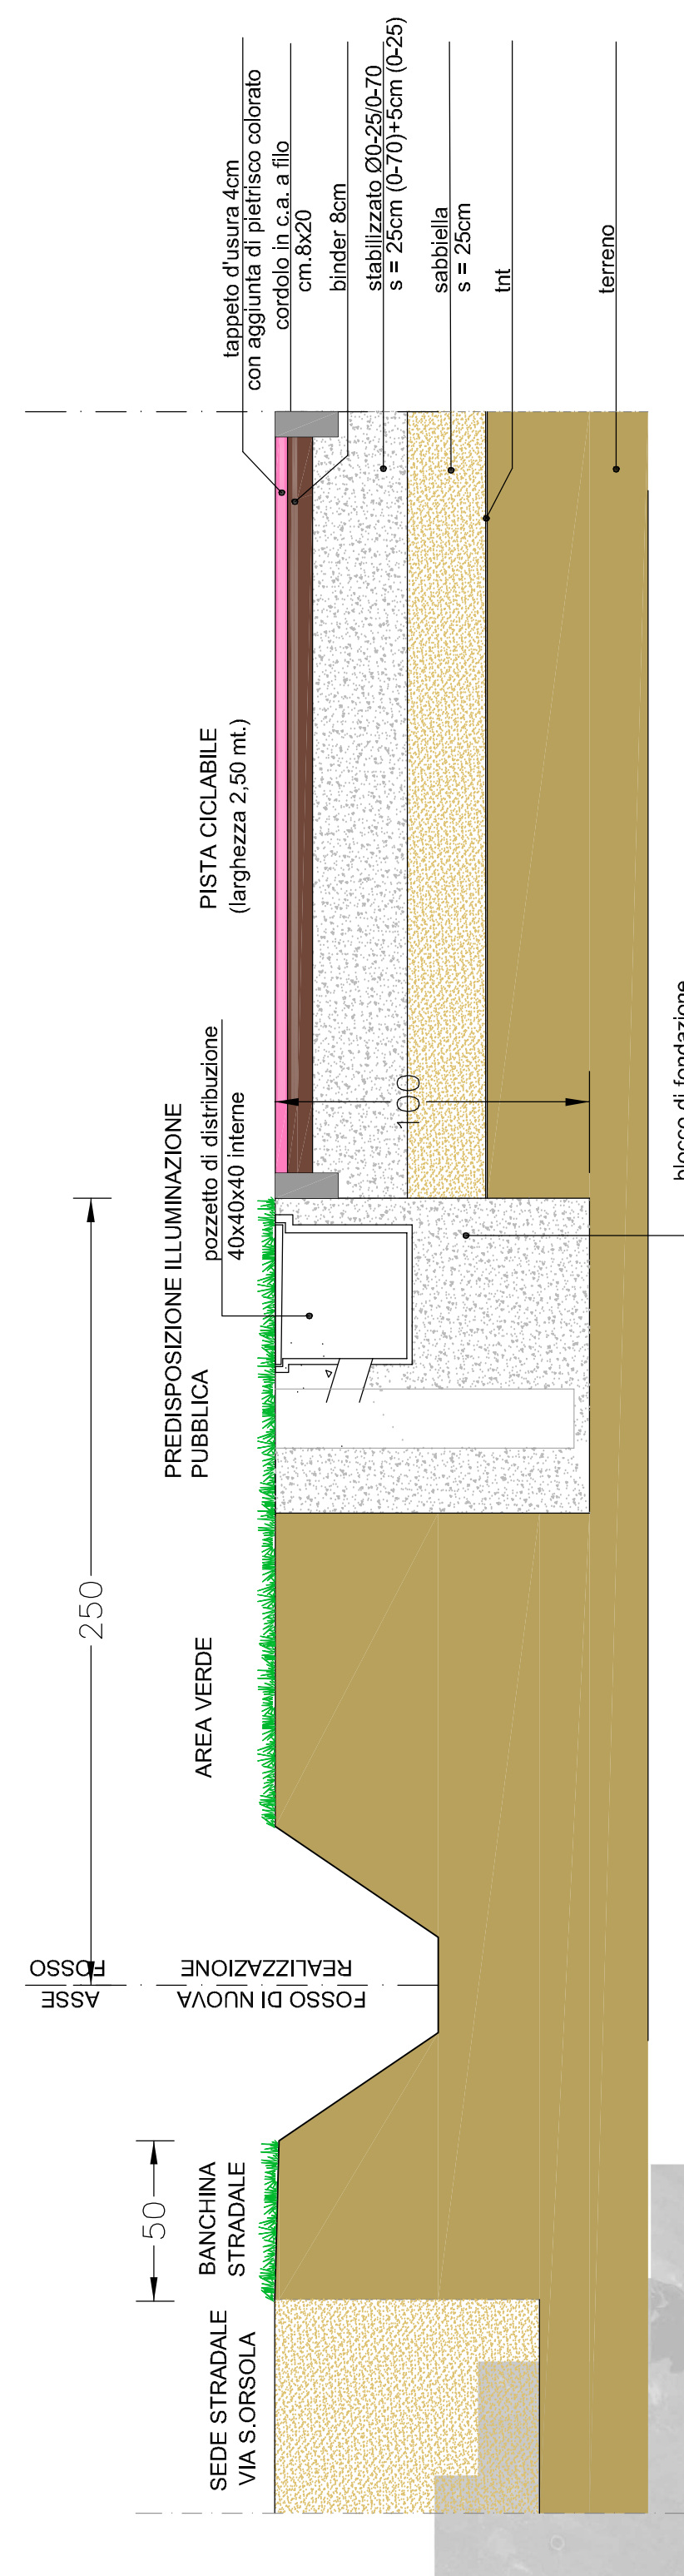 tappeto d'usura 4cm
con aggiunta di pietrisco colorato
cordolo in c.a. a filo
cm.8x20
binder 8cm
stabilizzato Ø0-25/0-70
s = 25cm (0-70)+5cm (0-25)
sabbiella
s = 25cm
tnt
terreno
PISTA CICLABILE
(larghezza 2,50 mt.)
100
blocco di fondazione
PREDISPOSIZIONE ILLUMINAZIONE
PUBBLICA
pozzetto di distribuzione
40x40x40 interne
250
AREA VERDE
ASSE
FOSSO
FOSSO DI NUOVA
REALIZZAZIONE
50
BANCHINA
STRADALE
SEDE STRADALE
VIA S.ORSOLA